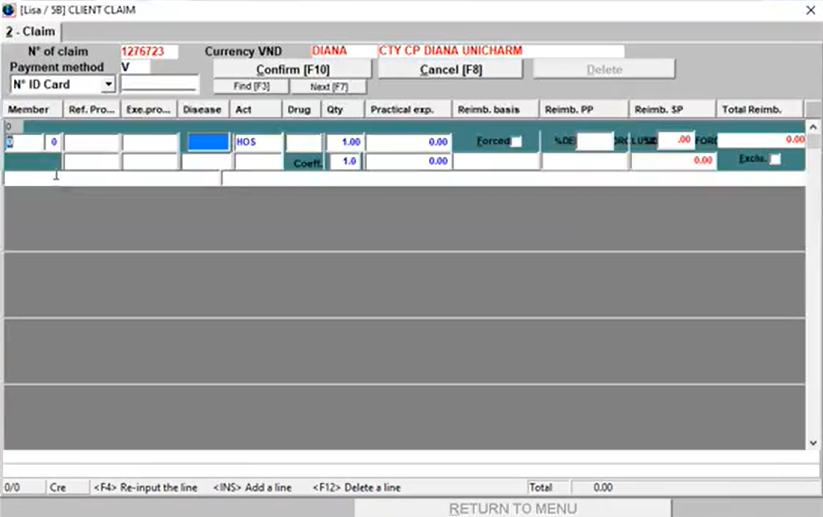 [Lisa / 5B] CLIENT CLAIM
2 - Claim
N° of claim 1276723 Currency VND DIANA CTY CP DIANA UNICHARM
Payment method V Confirm [F10] Cancel [F8] Delete
N° ID Card Find [F3] Next [F7]
Member Ref. Pro... Exe.pro... Disease Act Drug Qty Practical exp. Reimb. basis Reimb. PP Reimb. SP Total Reimb.
0
0 0 HOS 1.00 0.00 Forced %DE .00 FORC 0.00
Coeff. 1.0 0.00 0.00 Exclu.
0/0 Cre <F4> Re-input the line <INS> Add a line <F12> Delete a line Total 0.00
RETURN TO MENU